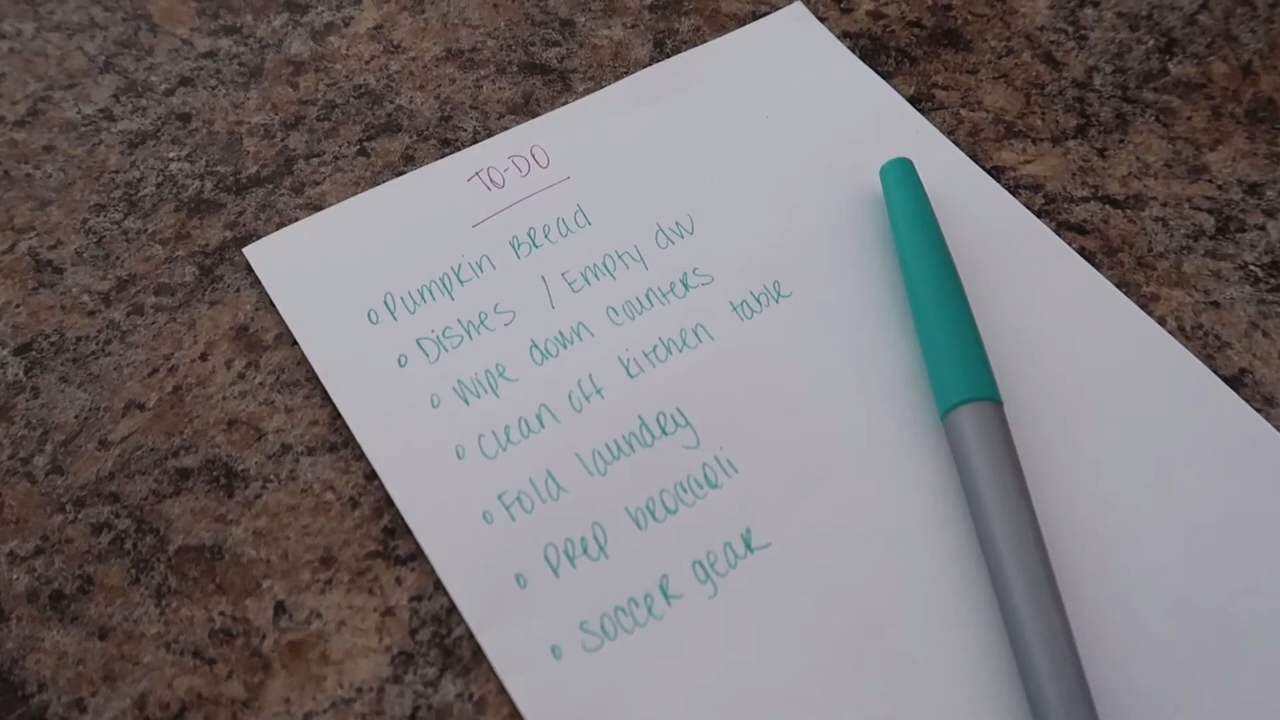 TO-DO
Pumpkin Bread
Dishes / Empty dw
Wipe down counters
Clean off kitchen table
Fold laundry
Prep broccoli
Soccer gear